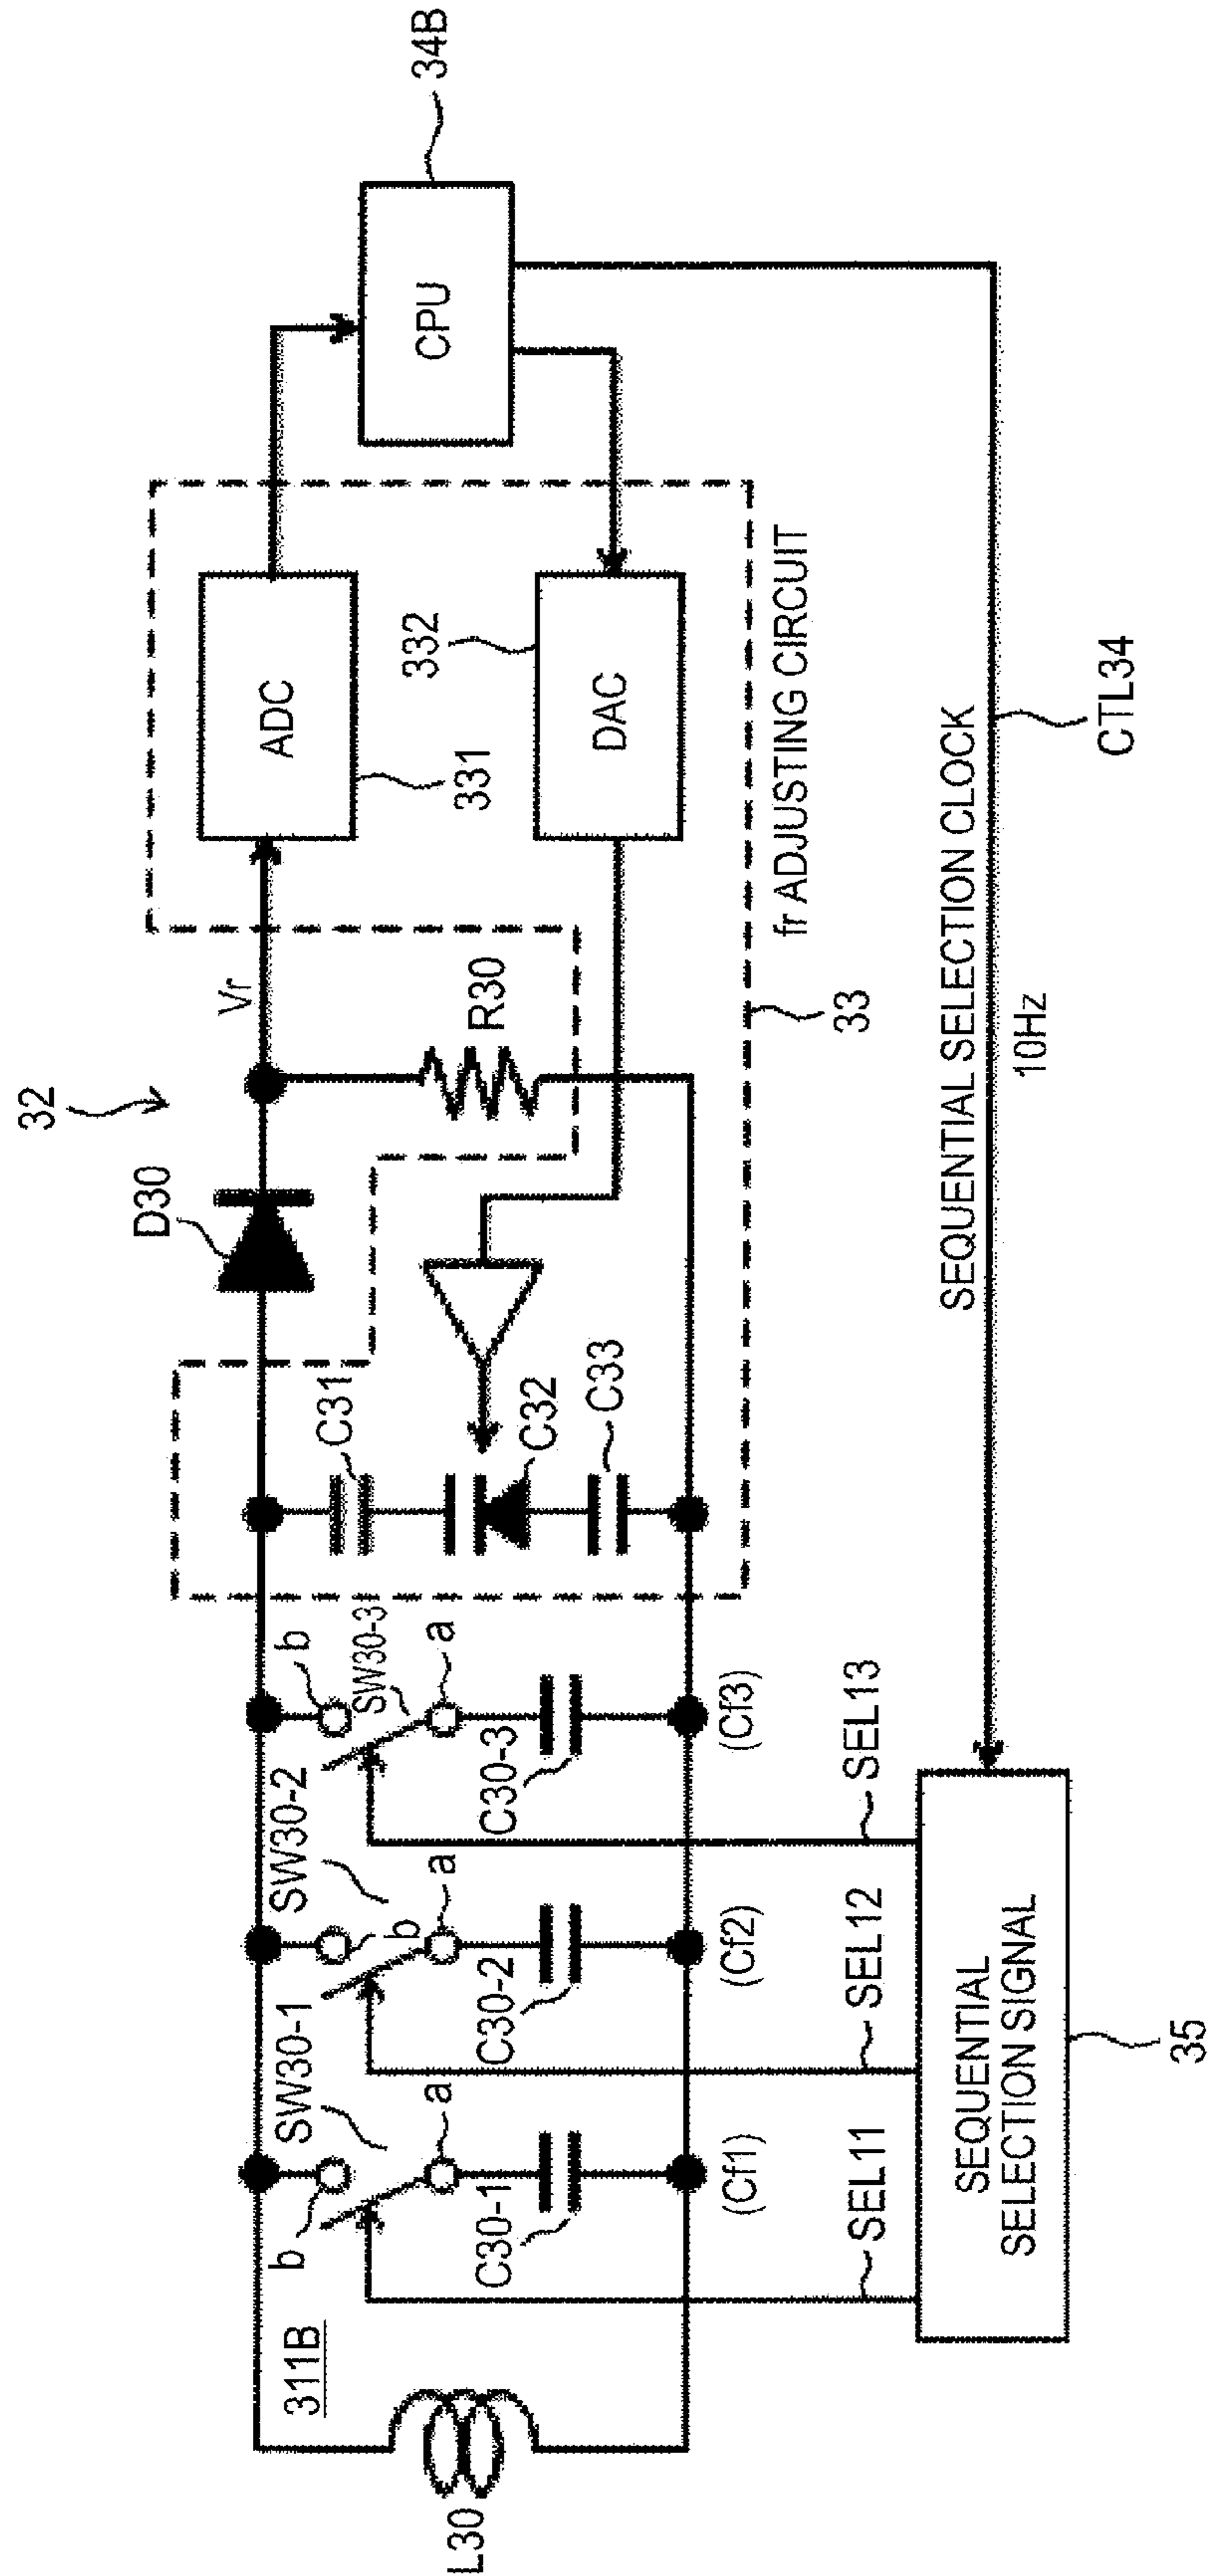 32
D30
Vr
ADC
331
CPU
34B
R30
332
DAC
fr ADJUSTING CIRCUIT
33
C31
C32
C33
311B
L30
SW30-1
b
a
C30-1
(Cf1)
SW30-2
b
a
C30-2
(Cf2)
SW30-3
b
a
C30-3
(Cf3)
SEL11
SEL12
SEL13
SEQUENTIAL SELECTION CLOCK
10Hz
CTL34
SEQUENTIAL
SELECTION SIGNAL
35